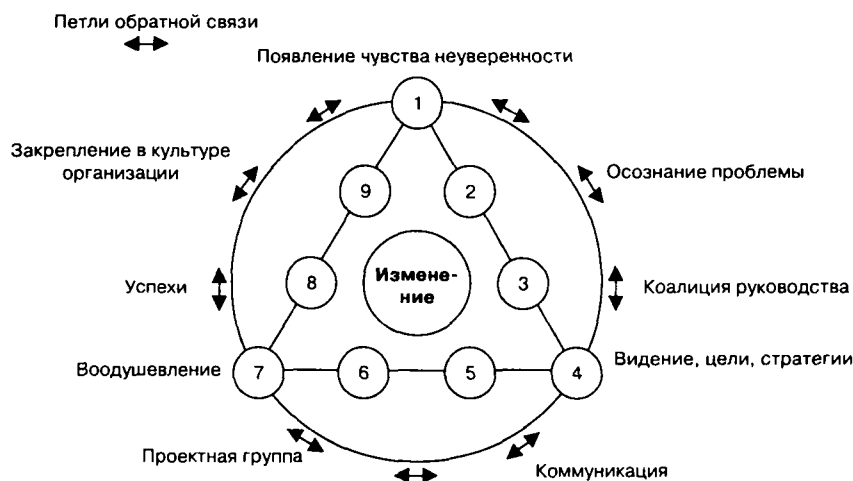 Петли обратной связи
Появление чувства неуверенности
1
Закрепление в культуре
организации
Осознание проблемы
9
2
Успехи
8
Измене-
ние
3
Коалиция руководства
Воодушевление
7
6
5
4
Видение, цели, стратегии
Проектная группа
Коммуникация